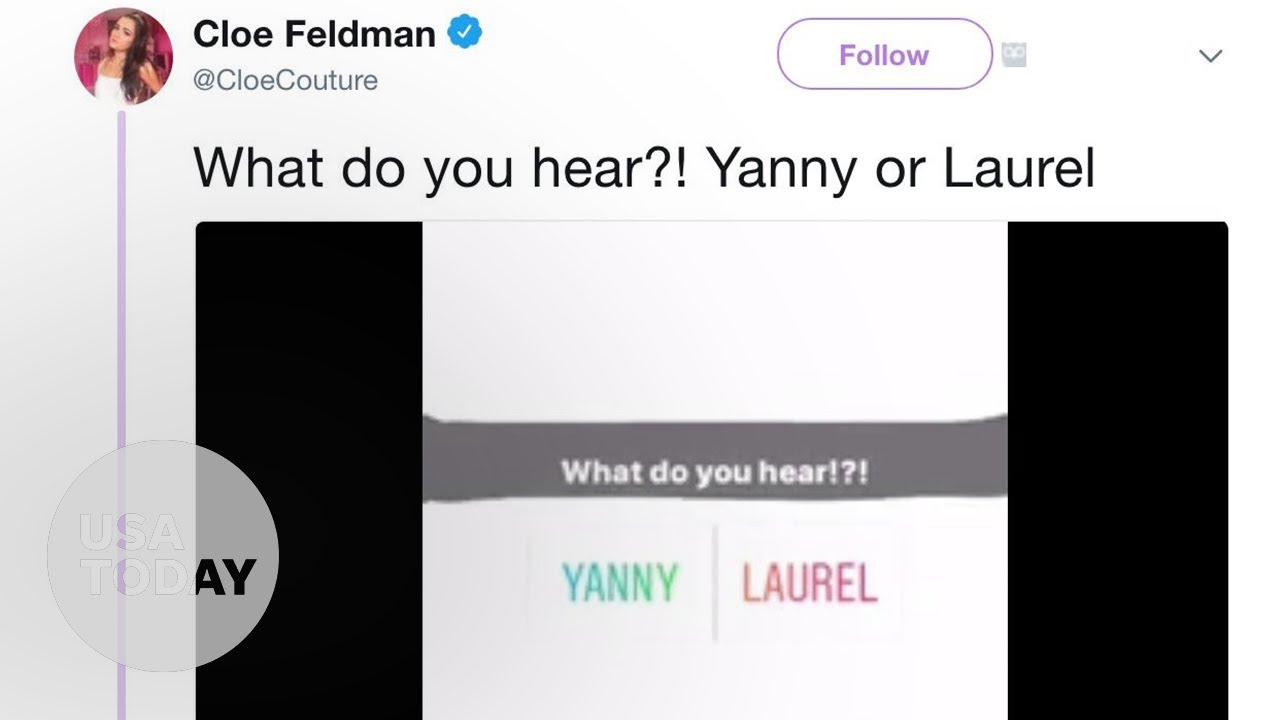 Cloe Feldman
@CloeCouture
Follow
What do you hear?! Yanny or Laurel
What do you hear!?!
YANNY
LAUREL
USA
TODAY